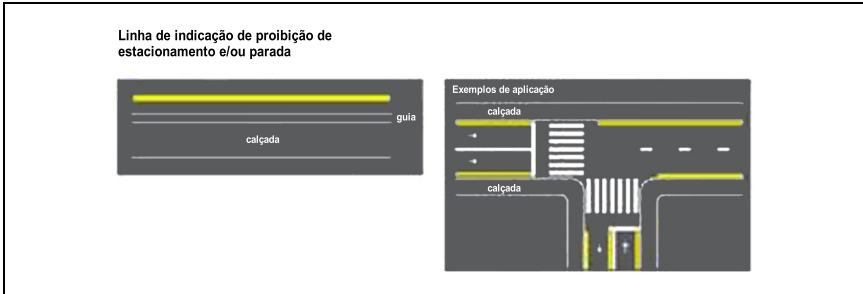 Linha de indicação de proibição de
estacionamento e/ou parada
guia
calçada
Exemplos de aplicação
calçada
calçada